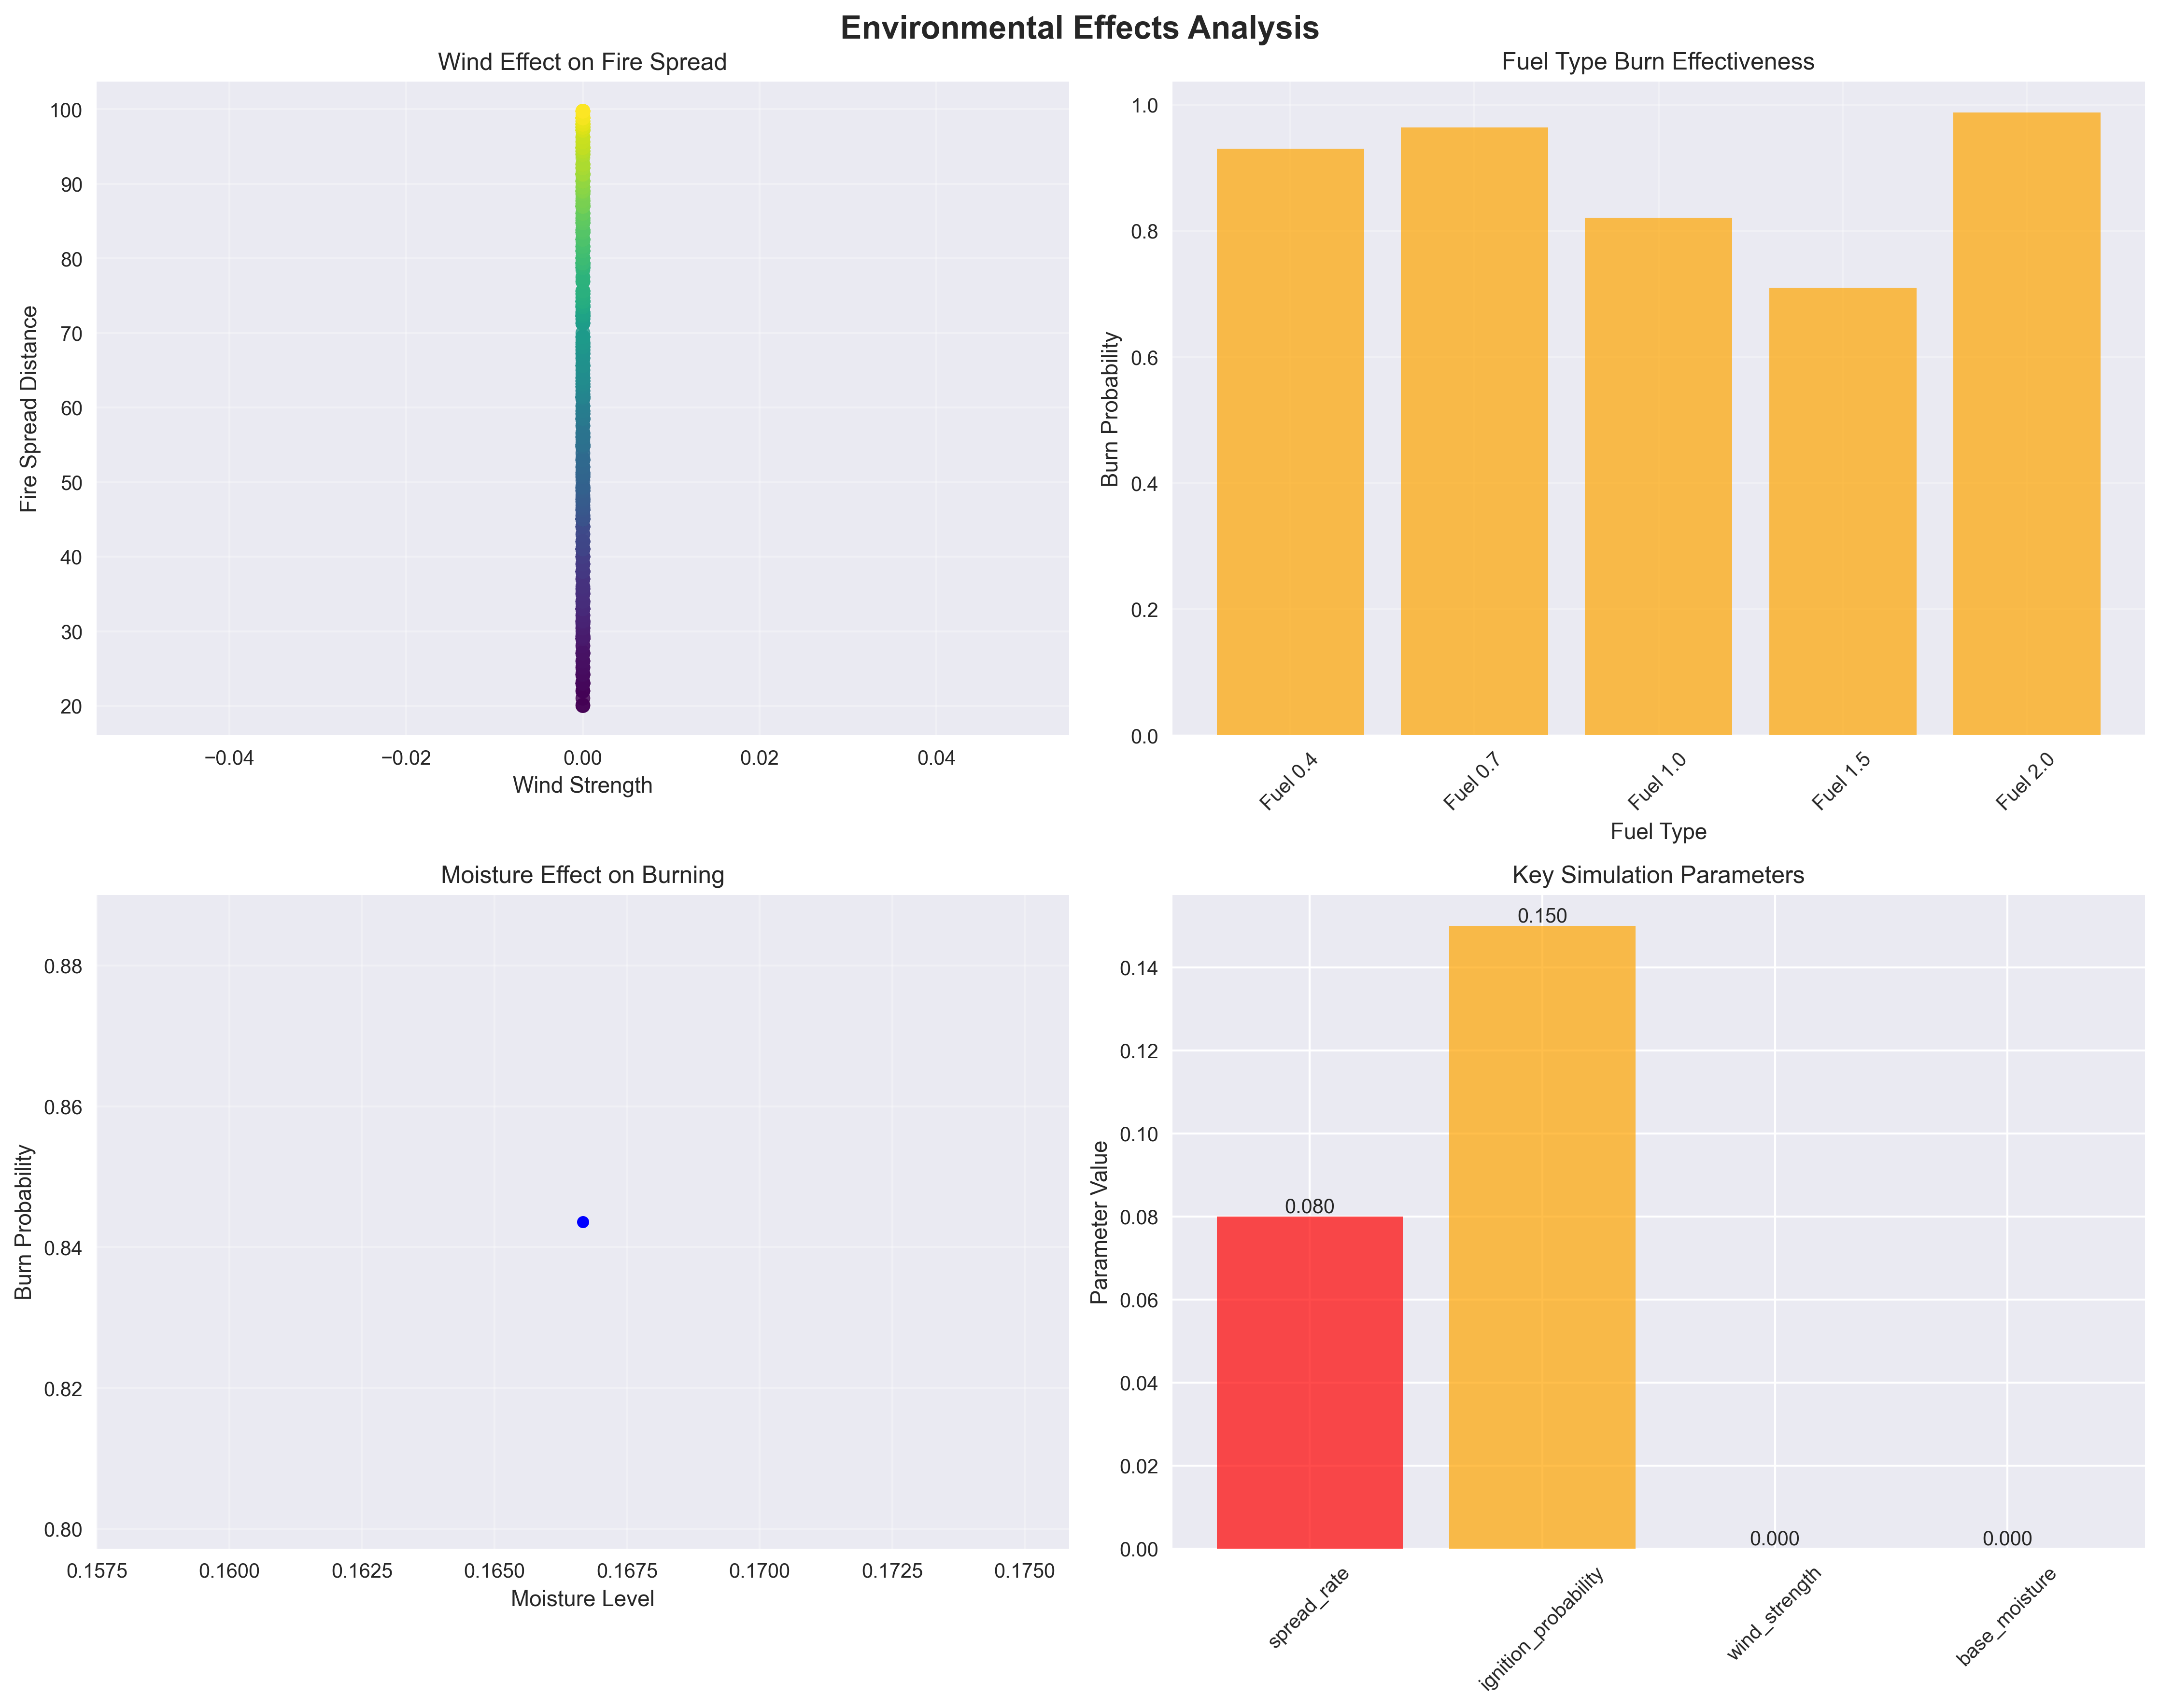 Environmental Effects Analysis
Wind Effect on Fire Spread
Fire Spread Distance
100
90
80
70
60
50
40
30
20
−0.04
−0.02
0.00
0.02
0.04
Wind Strength
Fuel Type Burn Effectiveness
Burn Probability
1.0
0.8
0.6
0.4
0.2
0.0
Fuel 0.4
Fuel 0.7
Fuel 1.0
Fuel 1.5
Fuel 2.0
Fuel Type
Moisture Effect on Burning
Burn Probability
0.88
0.86
0.84
0.82
0.80
0.1575
0.1600
0.1625
0.1650
0.1675
0.1700
0.1725
0.1750
Moisture Level
Key Simulation Parameters
Parameter Value
0.14
0.12
0.10
0.08
0.06
0.04
0.02
0.00
0.080
0.150
0.000
0.000
spread_rate
ignition_probability
wind_strength
base_moisture